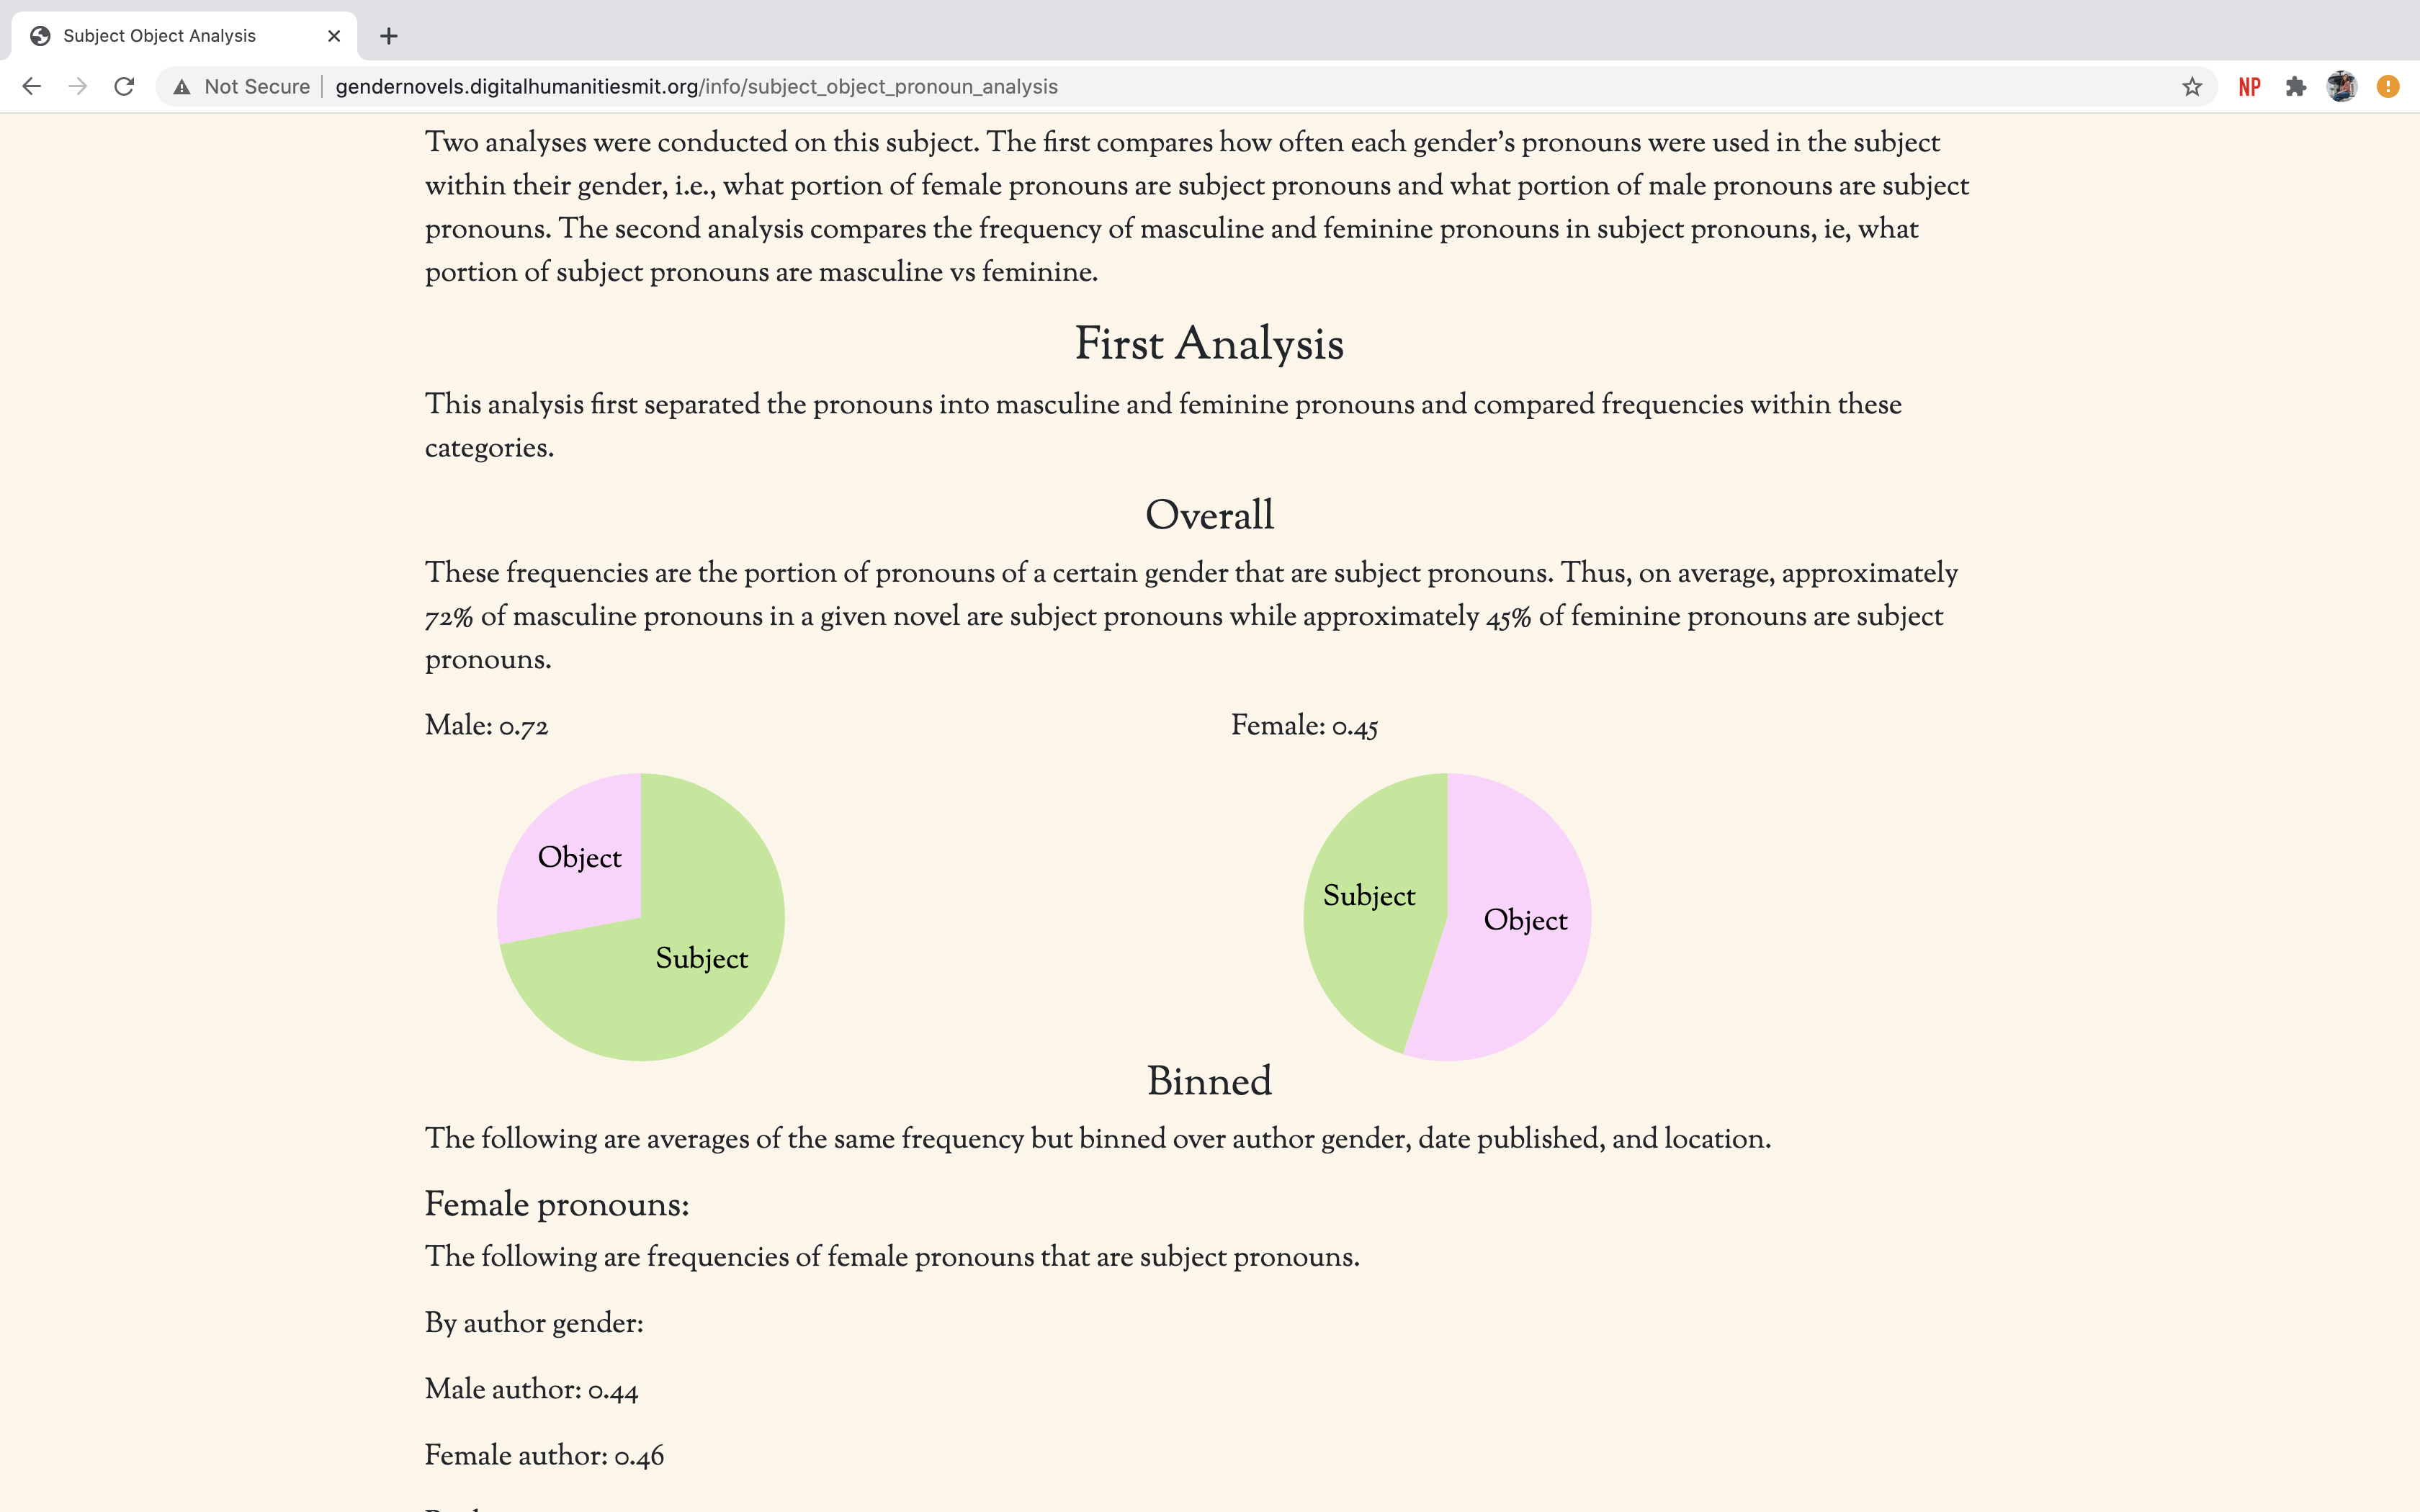 Subject Object Analysis
Not Secure
gendernovels.digitalhumanitiesmit.org/info/subject_object_pronoun_analysis
NP
Two analyses were conducted on this subject. The first compares how often each gender's pronouns were used in the subject
within their gender, i.e., what portion of female pronouns are subject pronouns and what portion of male pronouns are subject
pronouns. The second analysis compares the frequency of masculine and feminine pronouns in subject pronouns, ie, what
portion of subject pronouns are masculine vs feminine.
First Analysis
This analysis first separated the pronouns into masculine and feminine pronouns and compared frequencies within these
categories.
Overall
These frequencies are the portion of pronouns of a certain gender that are subject pronouns. Thus, on average, approximately
72% of masculine pronouns in a given novel are subject pronouns while approximately 45% of feminine pronouns are subject
pronouns.
Male: 0.72
Female: 0.45
Object
Subject
Subject
Object
Binned
The following are averages of the same frequency but binned over author gender, date published, and location.
Female pronouns:
The following are frequencies of female pronouns that are subject pronouns.
By author gender:
Male author: 0.44
Female author: 0.46